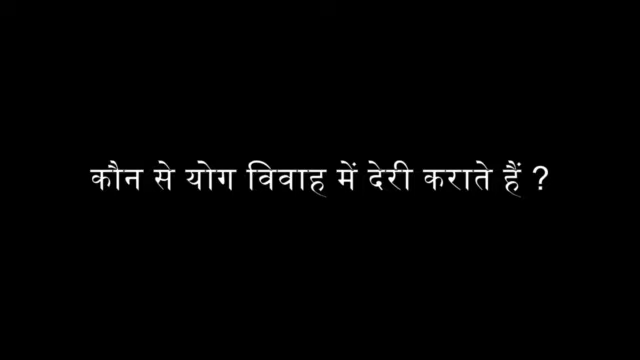 कौन से योग विवाह में देरी कराते हैं ?